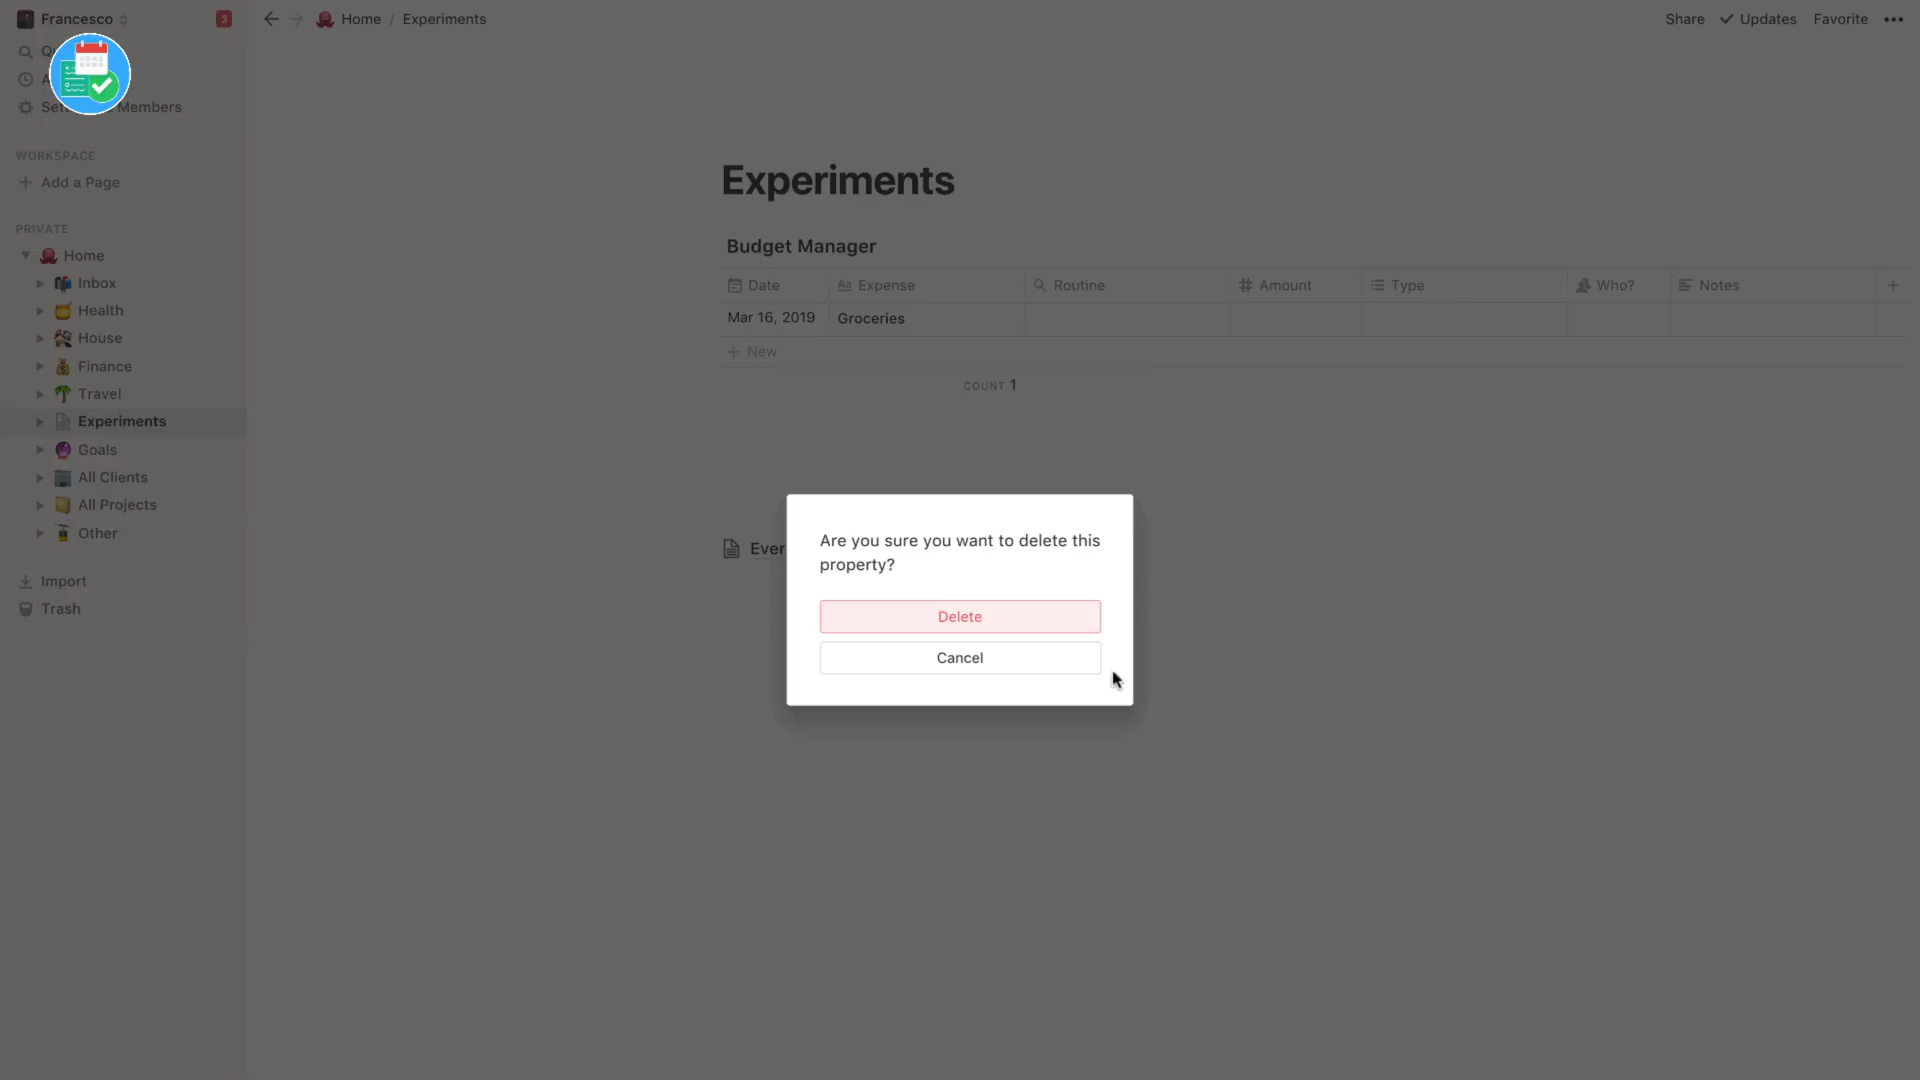 Francesco
3
Home / Experiments
Share
Updates
Favorite
Members
WORKSPACE
Add a Page
PRIVATE
Home
Inbox
Health
House
Finance
Travel
Experiments
Goals
All Clients
All Projects
Other
Import
Trash
Experiments
Budget Manager
Date
Aa Expense
Routine
# Amount
Type
Who?
Notes
Mar 16, 2019
Groceries
+ New
COUNT 1
Ever
Are you sure you want to delete this
property?
Delete
Cancel